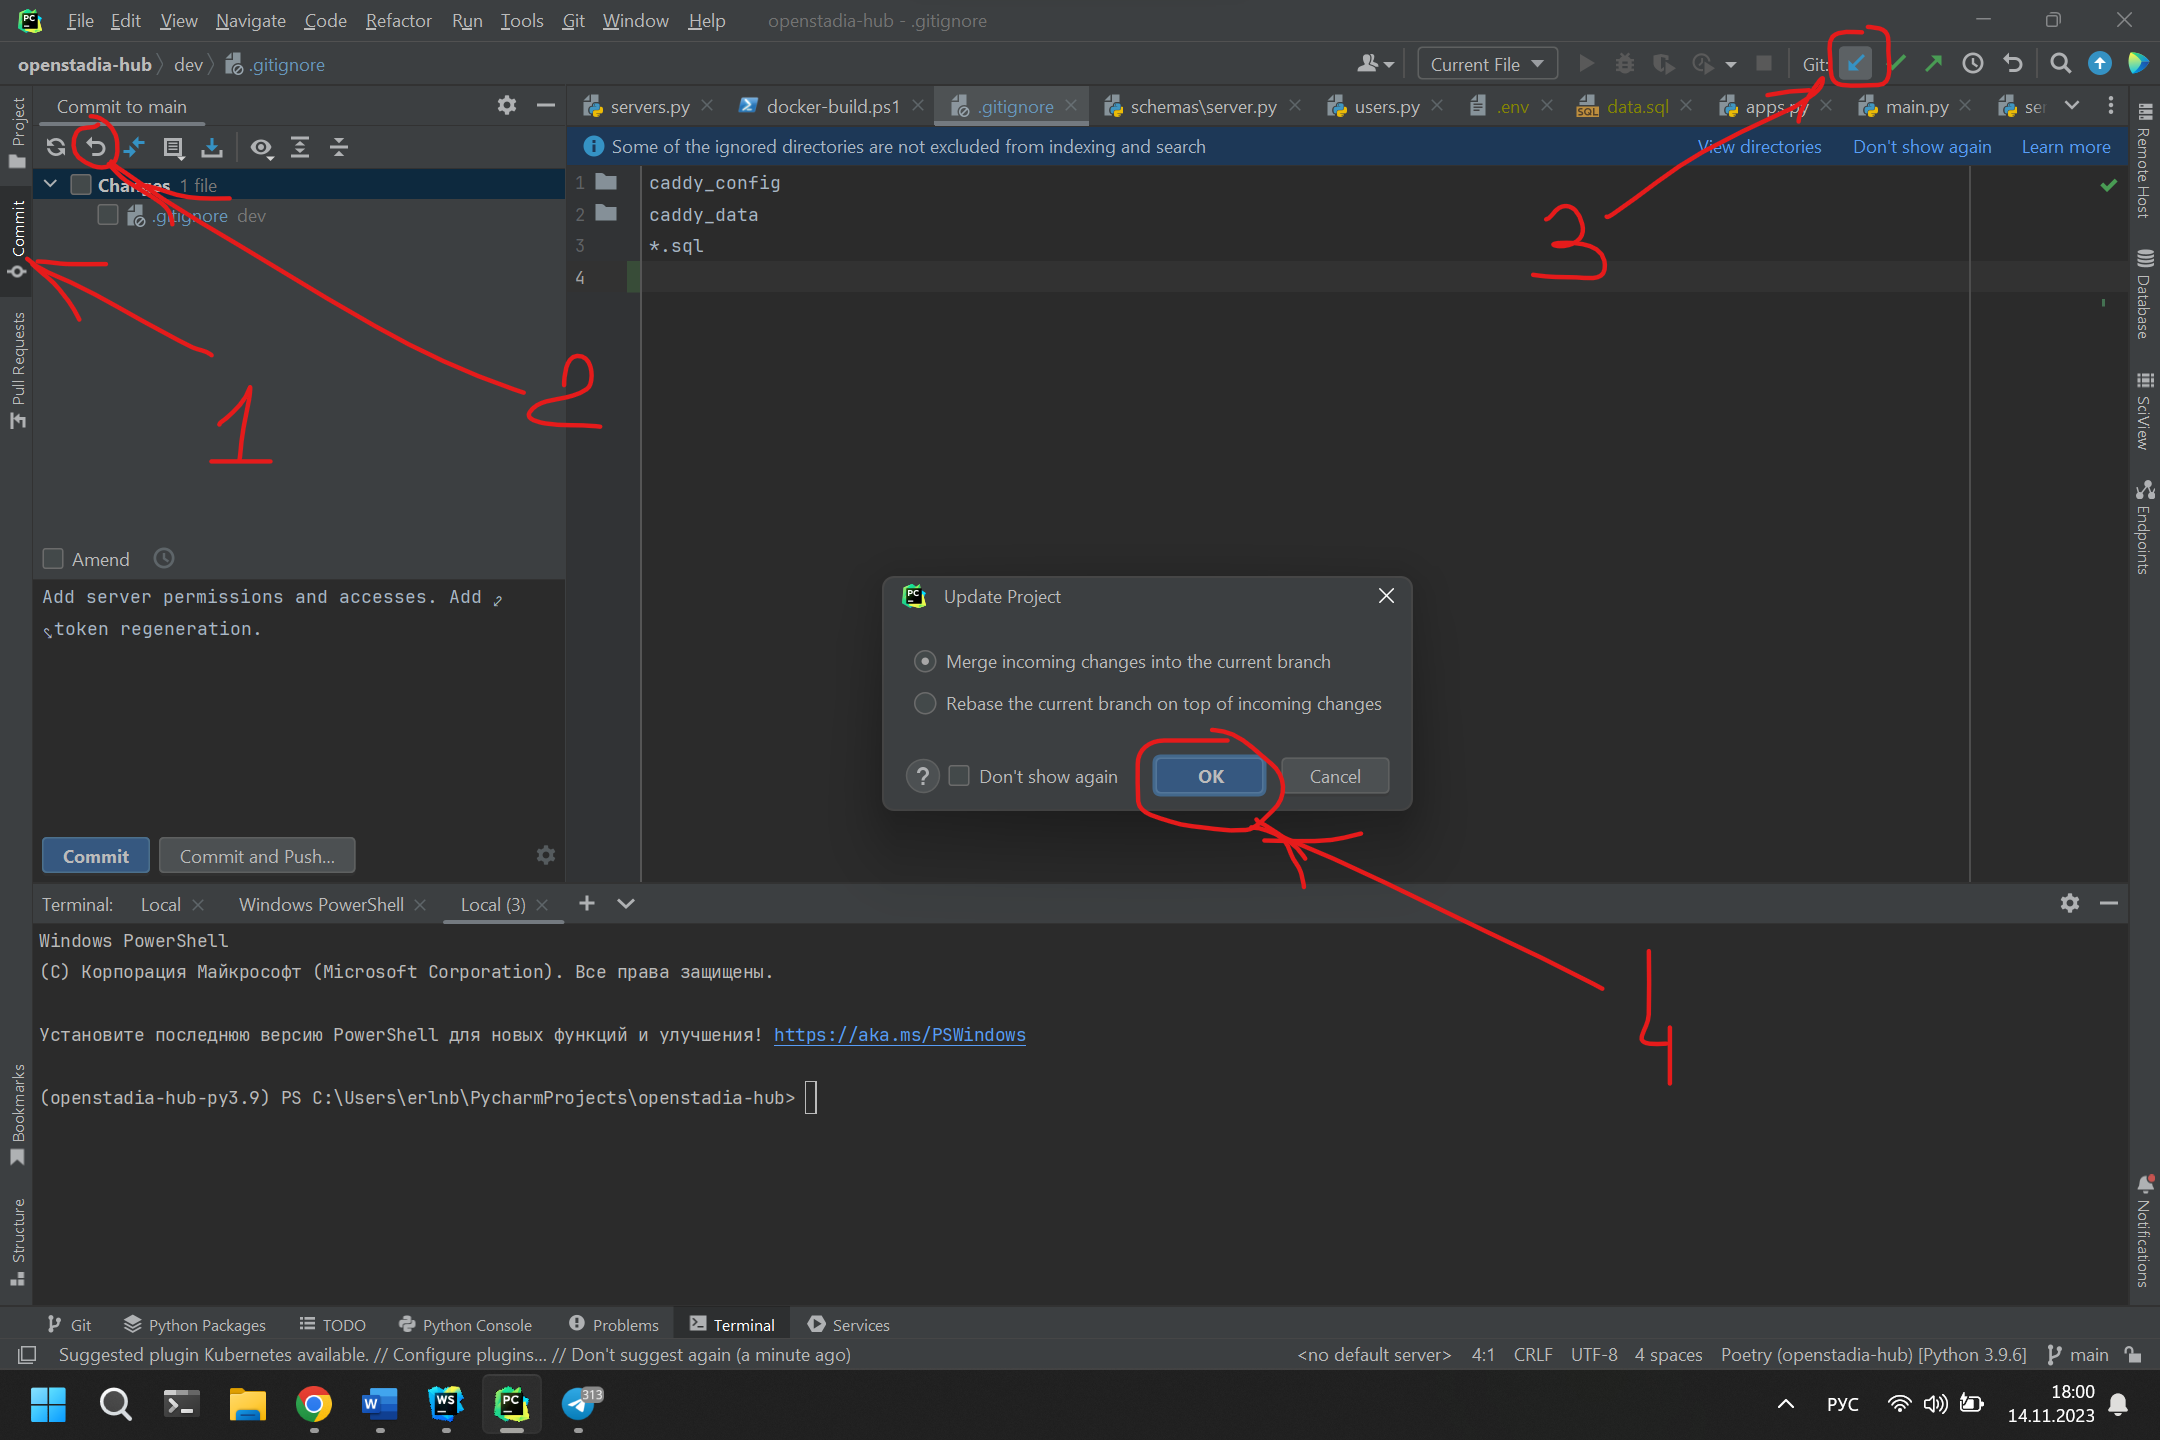 File Edit View Navigate Code Refactor Run Tools Git Window Help openstadia-hub - .gitignore
openstadia-hub dev .gitignore Current File Git:
Commit to main
servers.py docker-build.ps1 .gitignore schemas\server.py users.py .env data.sql apps.py main.py ser
Some of the ignored directories are not excluded from indexing and search View directories Don't show again Learn more
Changes 1 file
.gitignore dev
1 caddy_config
2 caddy_data
3 *.sql
4
Project
Commit
Pull Requests
Bookmarks
Structure
Remote Host
Database
SciView
Endpoints
Notifications
1
2
3
4
Amend
Add server permissions and accesses. Add
token regeneration.
Commit Commit and Push...
Update Project
Merge incoming changes into the current branch
Rebase the current branch on top of incoming changes
? Don't show again OK Cancel
Terminal: Local Windows PowerShell Local (3)
Windows PowerShell
(C) Корпорация Майкрософт (Microsoft Corporation). Все права защищены.
Установите последнюю версию PowerShell для новых функций и улучшения! https://aka.ms/PSWindows
(openstadia-hub-py3.9) PS C:\Users\erlnb\PycharmProjects\openstadia-hub>
Git Python Packages TODO Python Console Problems Terminal Services
Suggested plugin Kubernetes available. // Configure plugins... // Don't suggest again (a minute ago) <no default server> 4:1 CRLF UTF-8 4 spaces Poetry (openstadia-hub) [Python 3.9.6] main
PC
SQL
W
WS
PC
313
РУС
18:00
14.11.2023